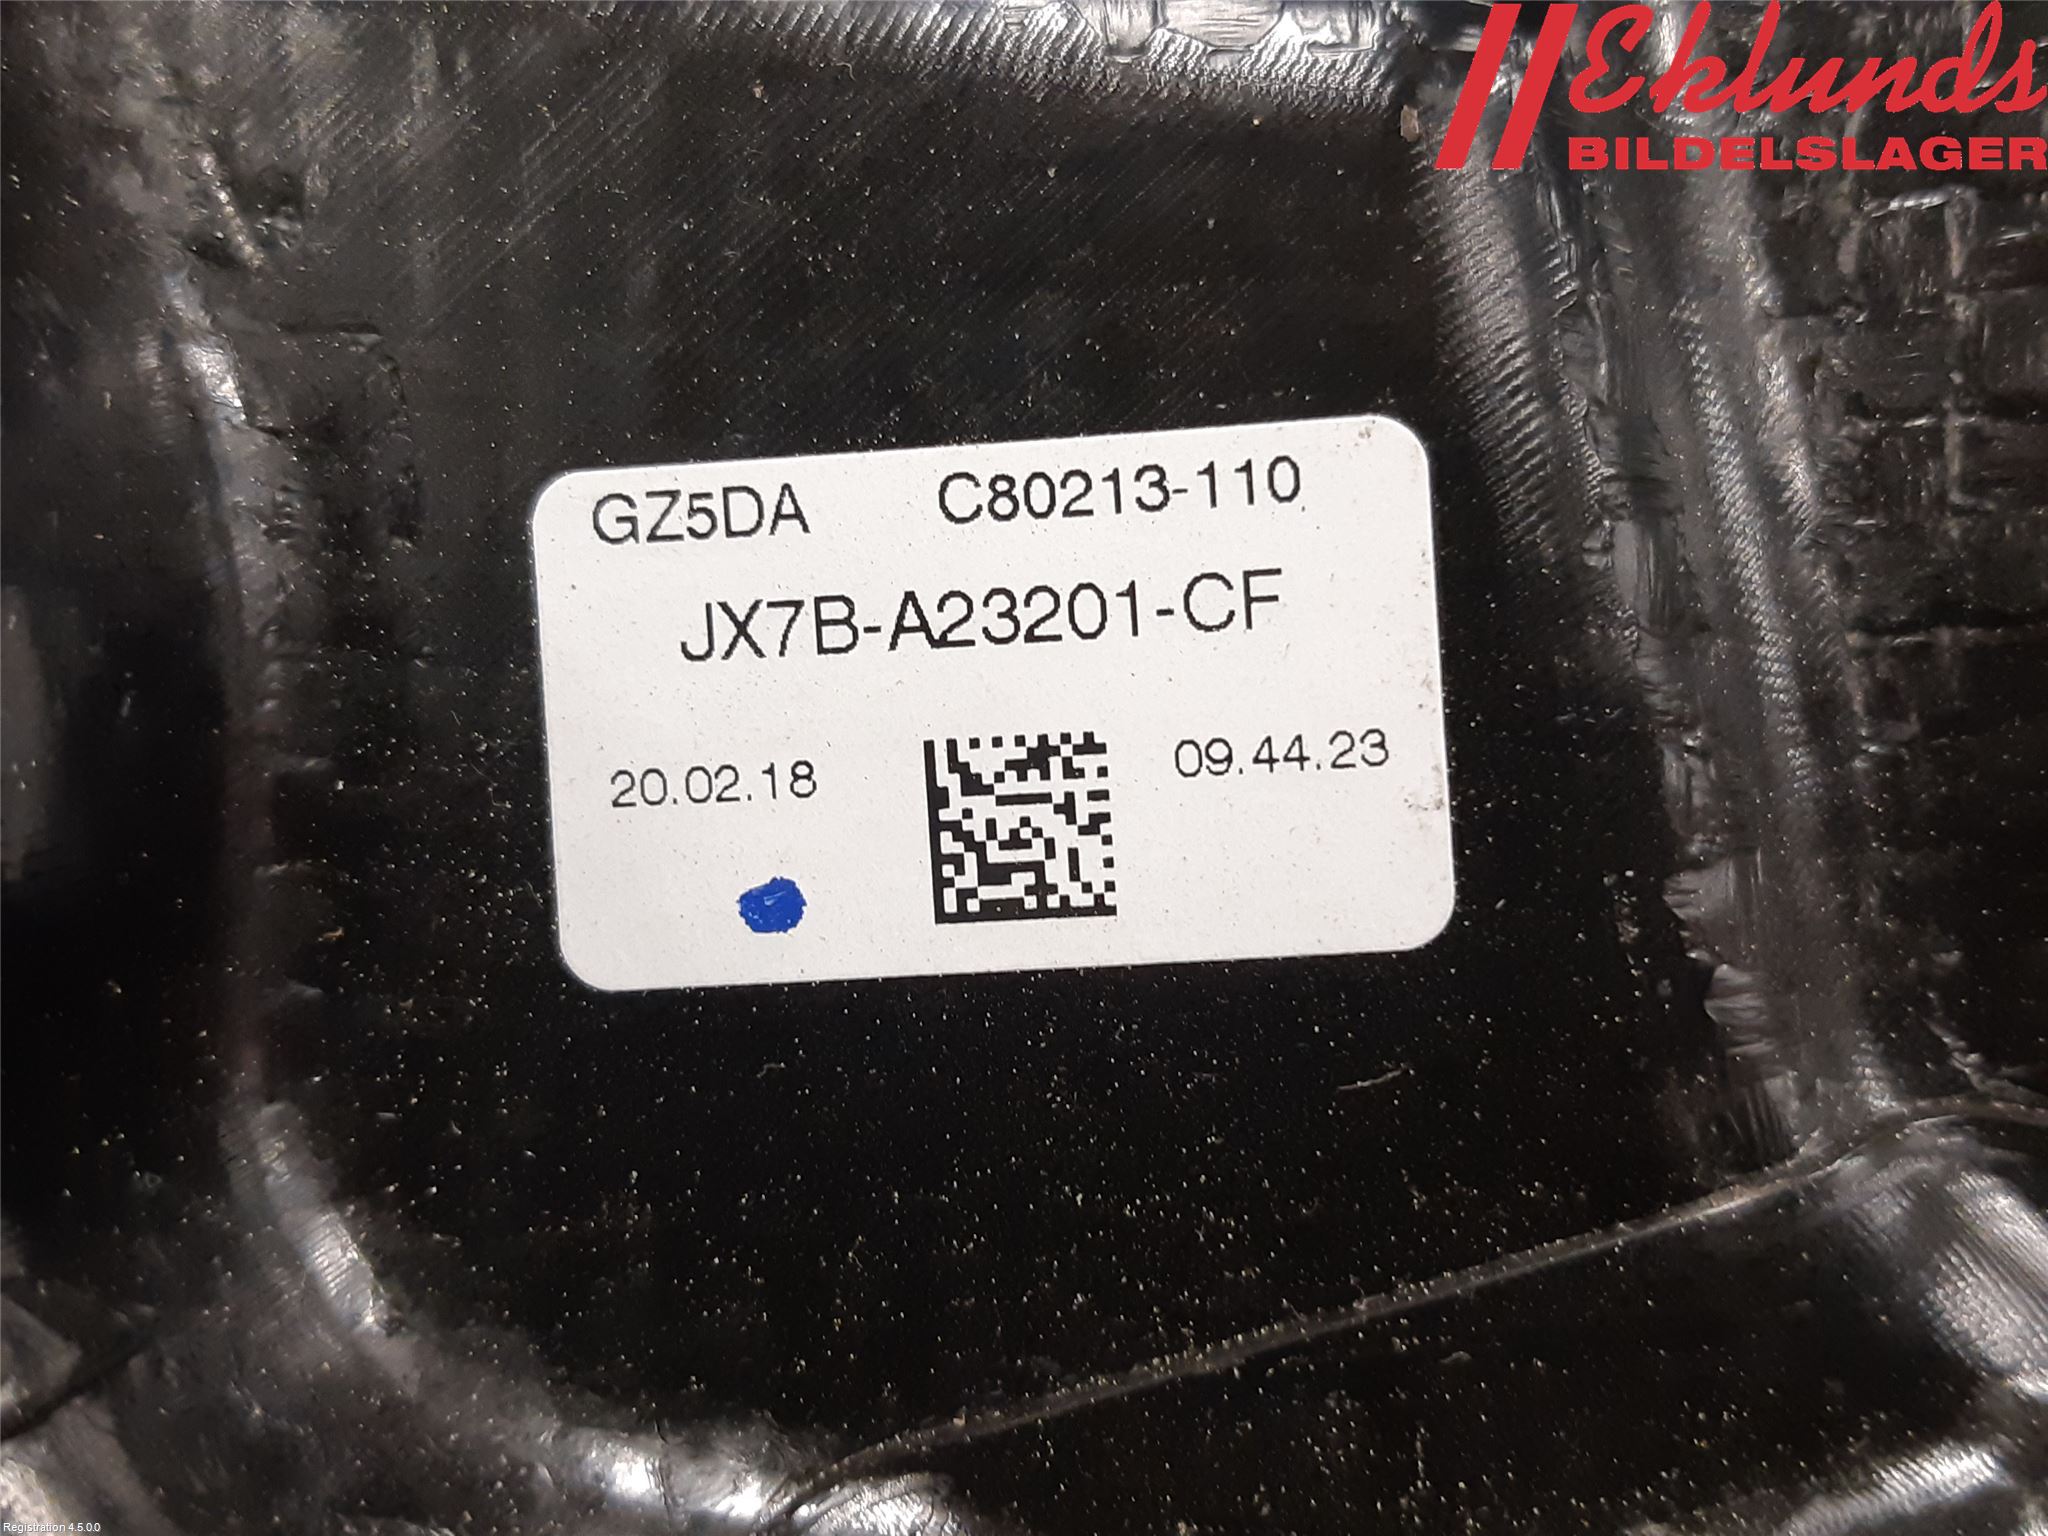 Eklunds
BILDELSLAGER
GZ5DA C80213-110
JX7B-A23201-CF
20.02.18 09.44.23
Registration 4.5.0.0